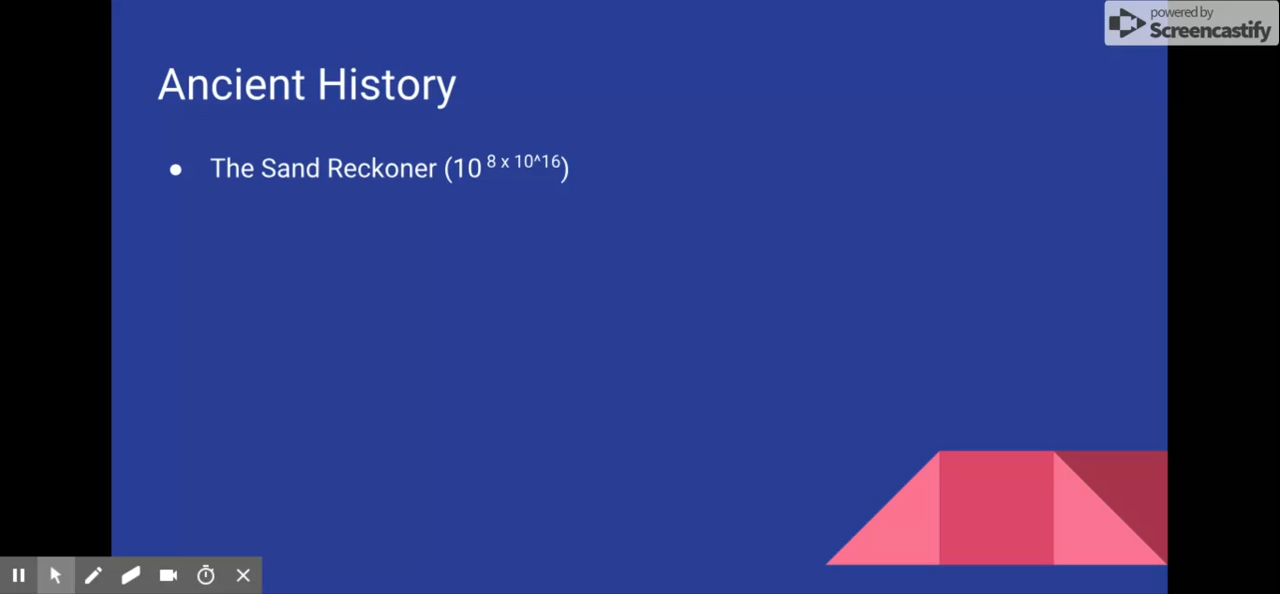 powered by
Screencastify
Ancient History
● The Sand Reckoner (10 8 x 10^16)